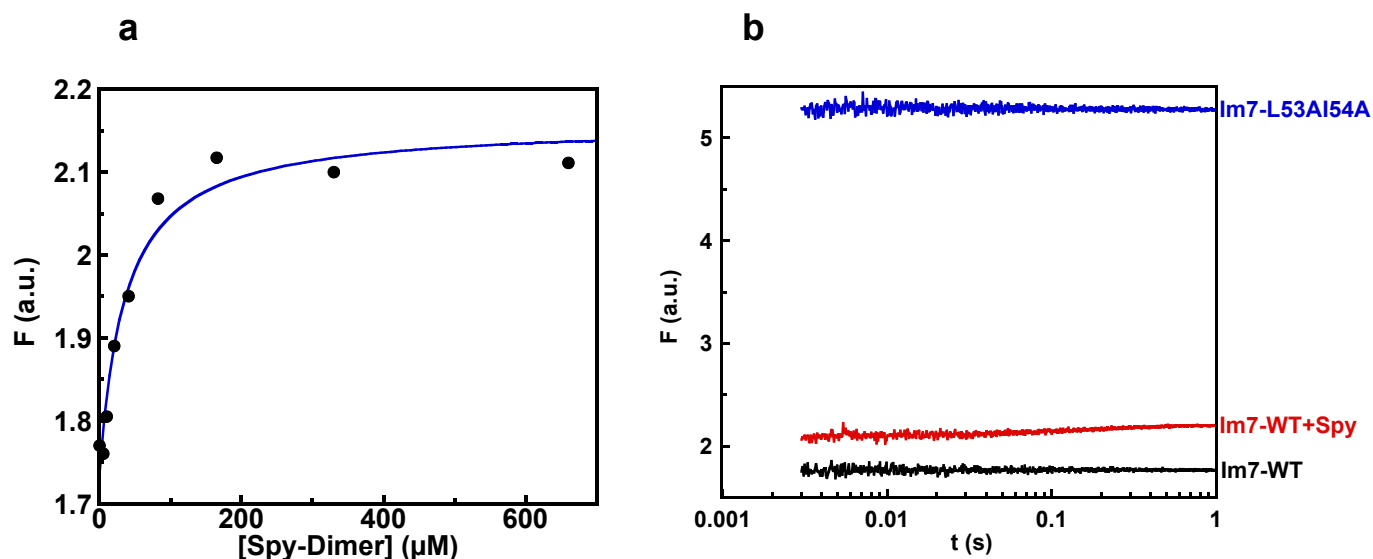 a
2.2
2.1
2
1.9
1.8
1.7
F (a.u.)
0
200
400
600
[Spy-Dimer] (µM)
b
5
4
3
2
F (a.u.)
0.001
0.01
0.1
1
t (s)
Im7-L53AI54A
Im7-WT+Spy
Im7-WT